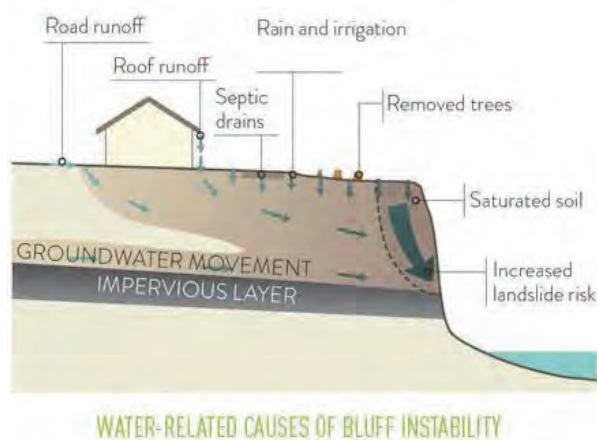 Road runoff
Rain and irrigation
Roof runoff
Septic
drains
Removed trees
Saturated soil
Increased
landslide risk
GROUNDWATER MOVEMENT
IMPERVIOUS LAYER
WATER-RELATED CAUSES OF BLUFF INSTABILITY